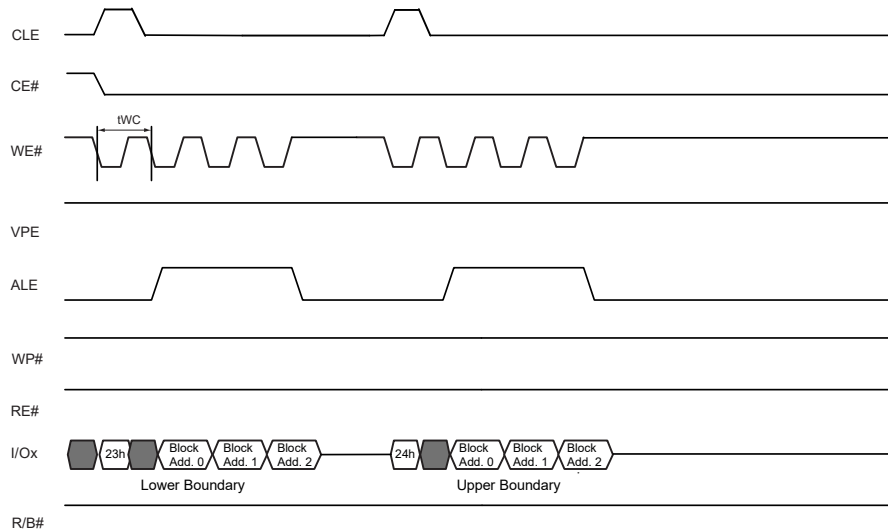 CLE
CE#
tWC
WE#
VPE
ALE
WP#
RE#
I/Ox
23h
Block
Add. 0
Block
Add. 1
Block
Add. 2
24h
Block
Add. 0
Block
Add. 1
Block
Add. 2
Lower Boundary
Upper Boundary
R/B#